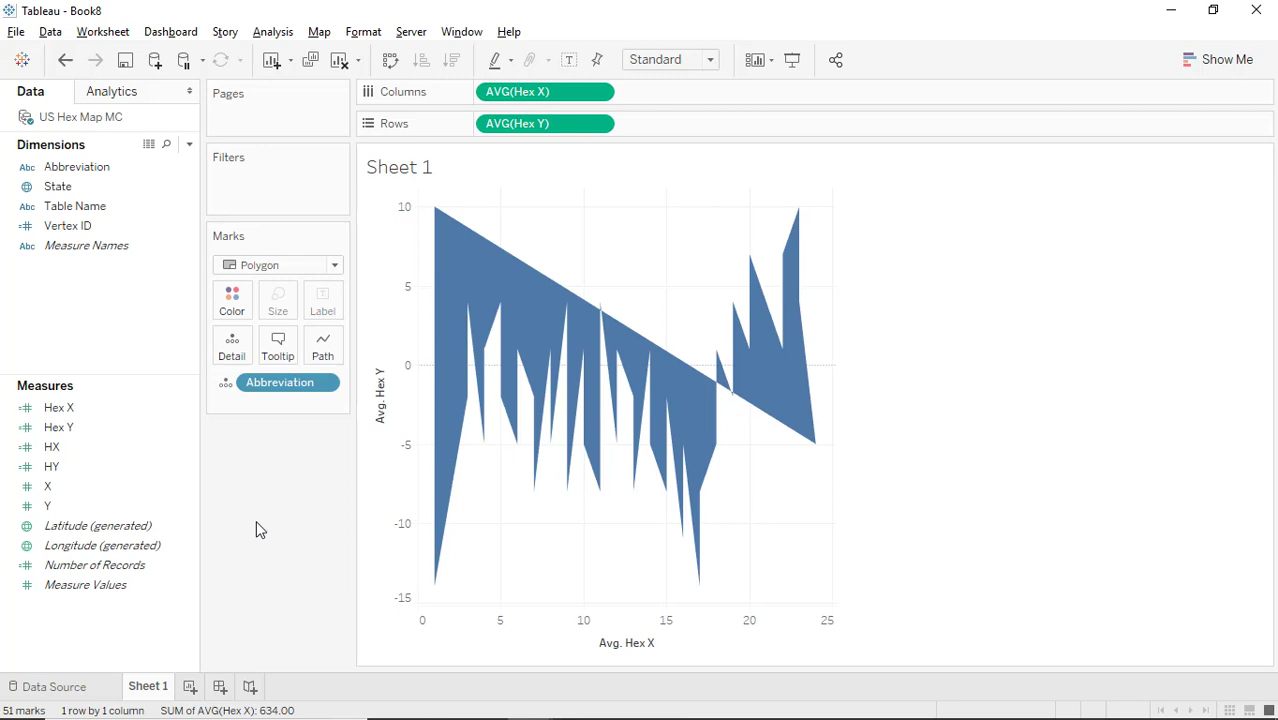 Tableau - Book8
File Data Worksheet Dashboard Story Analysis Map Format Server Window Help
Standard
Show Me
Data Analytics
US Hex Map MC
Dimensions
Abc Abbreviation
State
Abc Table Name
Vertex ID
Abc Measure Names
Measures
Hex X
Hex Y
HX
HY
X
Y
Latitude (generated)
Longitude (generated)
Number of Records
Measure Values
Pages
Filters
Marks
Polygon
Color Size Label
Detail Tooltip Path
Abbreviation
Columns AVG(Hex X)
Rows AVG(Hex Y)
Sheet 1
10
5
0
-5
-10
-15
Avg. Hex Y
0 5 10 15 20 25
Avg. Hex X
Data Source Sheet 1
51 marks 1 row by 1 column SUM of AVG(Hex X): 634.00